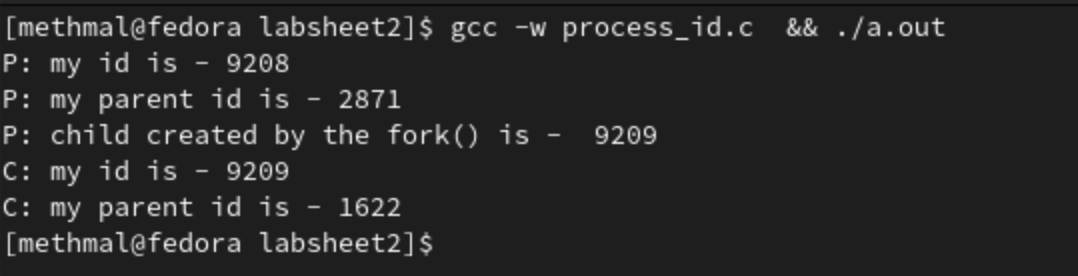 [methmal@fedora labsheet2]$ gcc -w process_id.c  && ./a.out
P: my id is - 9208
P: my parent id is - 2871
P: child created by the fork() is -  9209
C: my id is - 9209
C: my parent id is - 1622
[methmal@fedora labsheet2]$